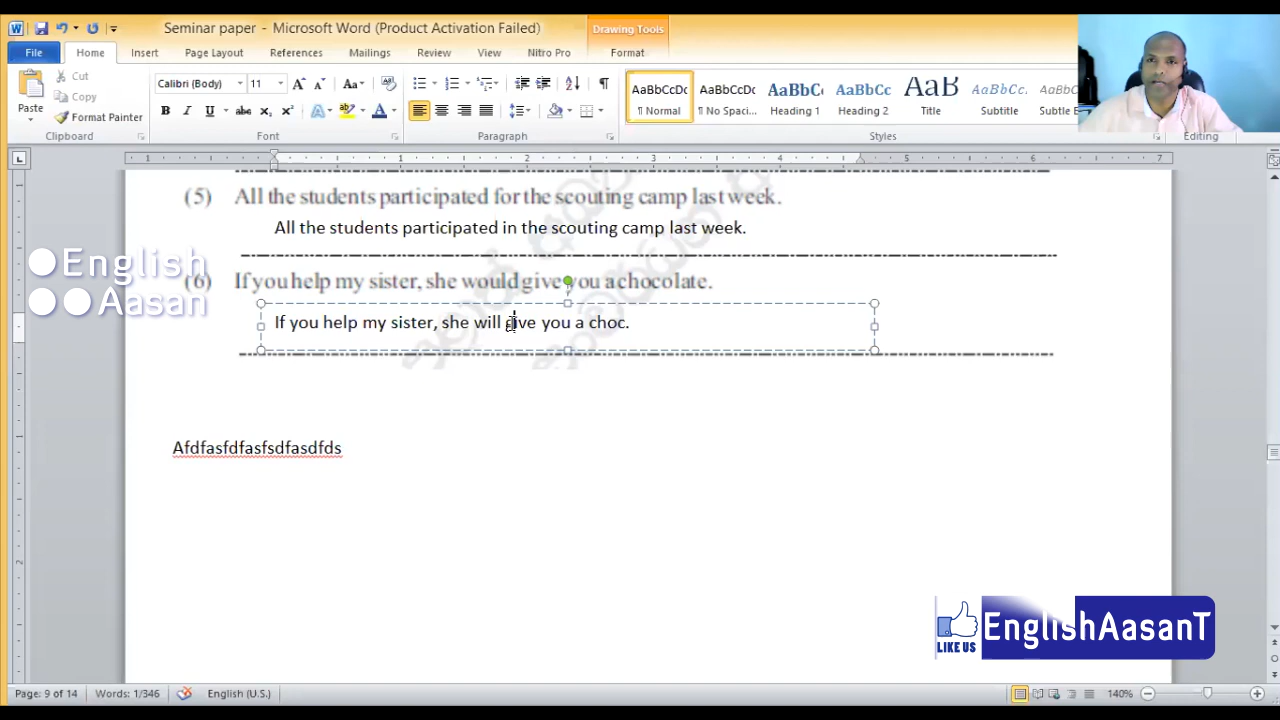 Seminar paper - Microsoft Word (Product Activation Failed)
Drawing Tools
File Home Insert Page Layout References Mailings Review View Nitro Pro Format
Paste
Cut
Copy
Format Painter
Clipboard
Calibri (Body) 11
Font
Paragraph
AaBbCcDc AaBbCcDc AaBbCc AaBbCc AaB AaBbCc. AaBbCc
¶ Normal ¶ No Spaci... Heading 1 Heading 2 Title Subtitle Subtle E
Styles
Editing
(5) All the students participated for the scouting camp last week.
All the students participated in the scouting camp last week.
English
Aasan
(6) If you help my sister, she would give you a chocolate.
If you help my sister, she will give you a choc.
Afdfasfdfasfsdfasdfds
LIKE US
EnglishAasanT
Page: 9 of 14 Words: 1/346 English (U.S.) 140%